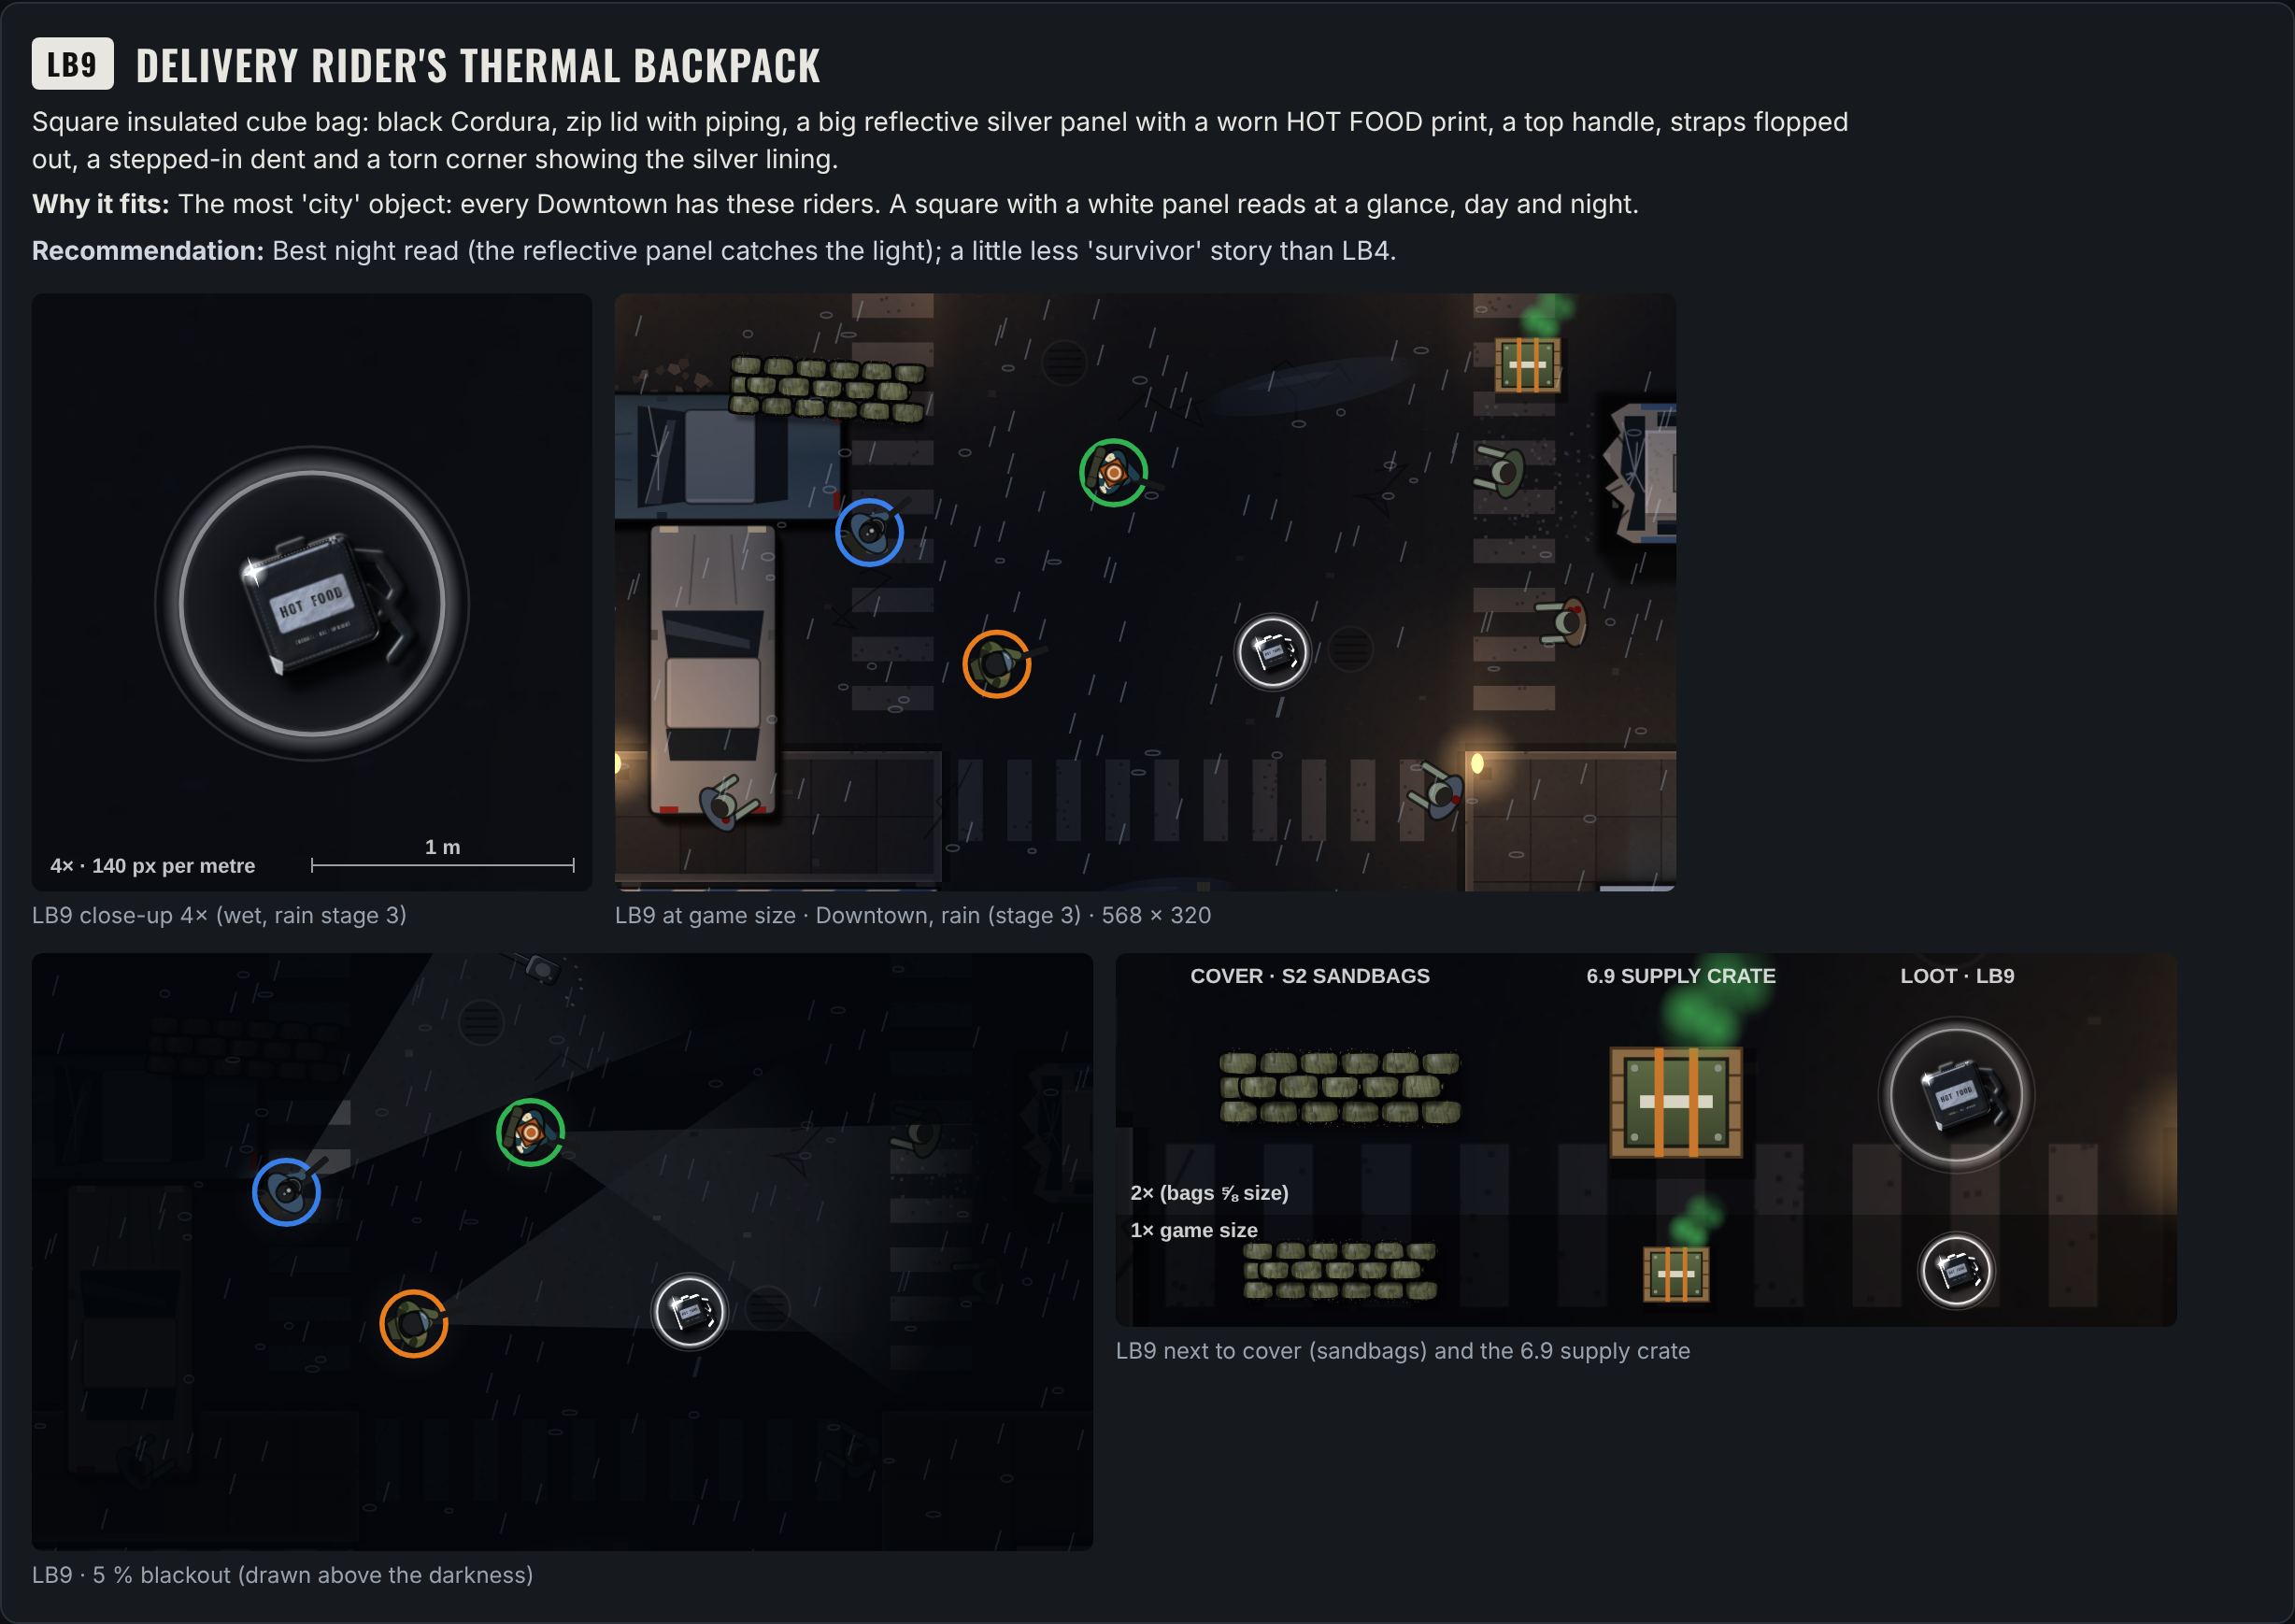 LB9 DELIVERY RIDER'S THERMAL BACKPACK
Square insulated cube bag: black Cordura, zip lid with piping, a big reflective silver panel with a worn HOT FOOD print, a top handle, straps flopped
out, a stepped-in dent and a torn corner showing the silver lining.
Why it fits: The most 'city' object: every Downtown has these riders. A square with a white panel reads at a glance, day and night.
Recommendation: Best night read (the reflective panel catches the light); a little less 'survivor' story than LB4.
HOT FOOD
1 m
4× · 140 px per metre
LB9 close-up 4× (wet, rain stage 3)
LB9 at game size · Downtown, rain (stage 3) · 568 × 320
COVER · S2 SANDBAGS
6.9 SUPPLY CRATE
LOOT · LB9
HOT FOOD
2× (bags ⅝ size)
1× game size
LB9 next to cover (sandbags) and the 6.9 supply crate
LB9 · 5 % blackout (drawn above the darkness)